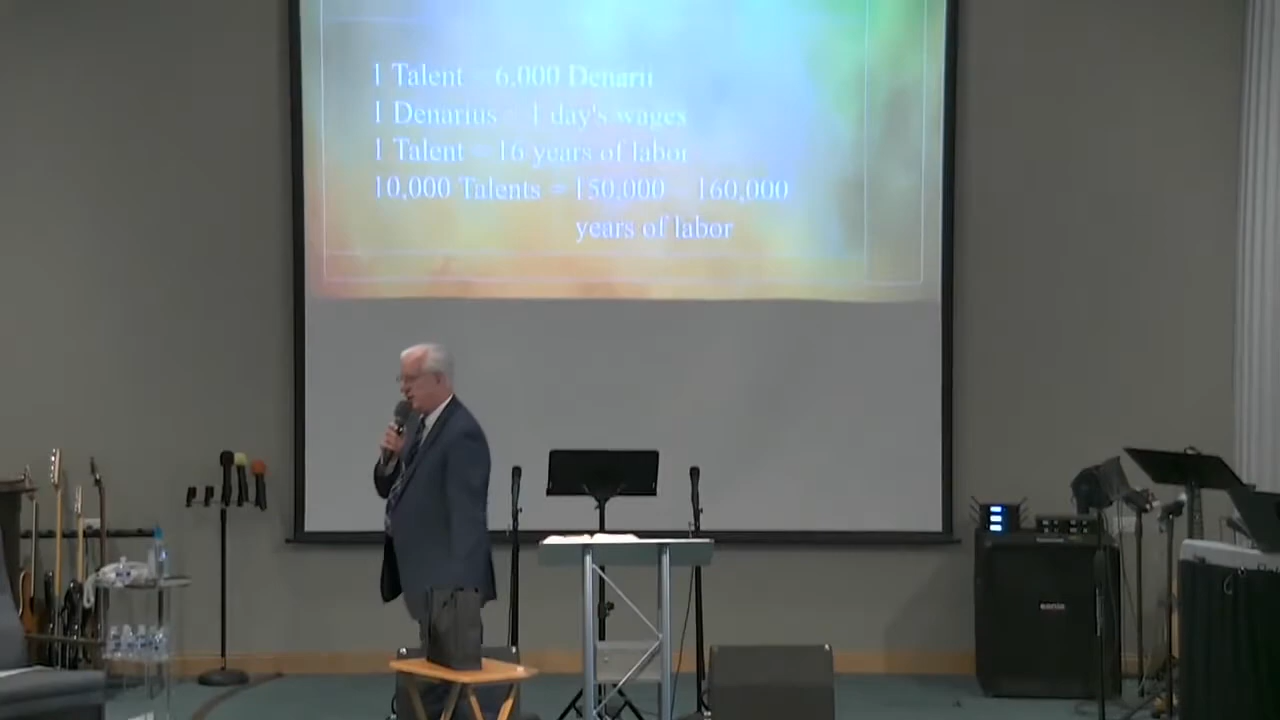 1 Talent = 6,000 Denarii
1 Denarius = 1 day's wages
1 Talent = 16 years of labor
10,000 Talents = 150,000 - 160,000
years of labor